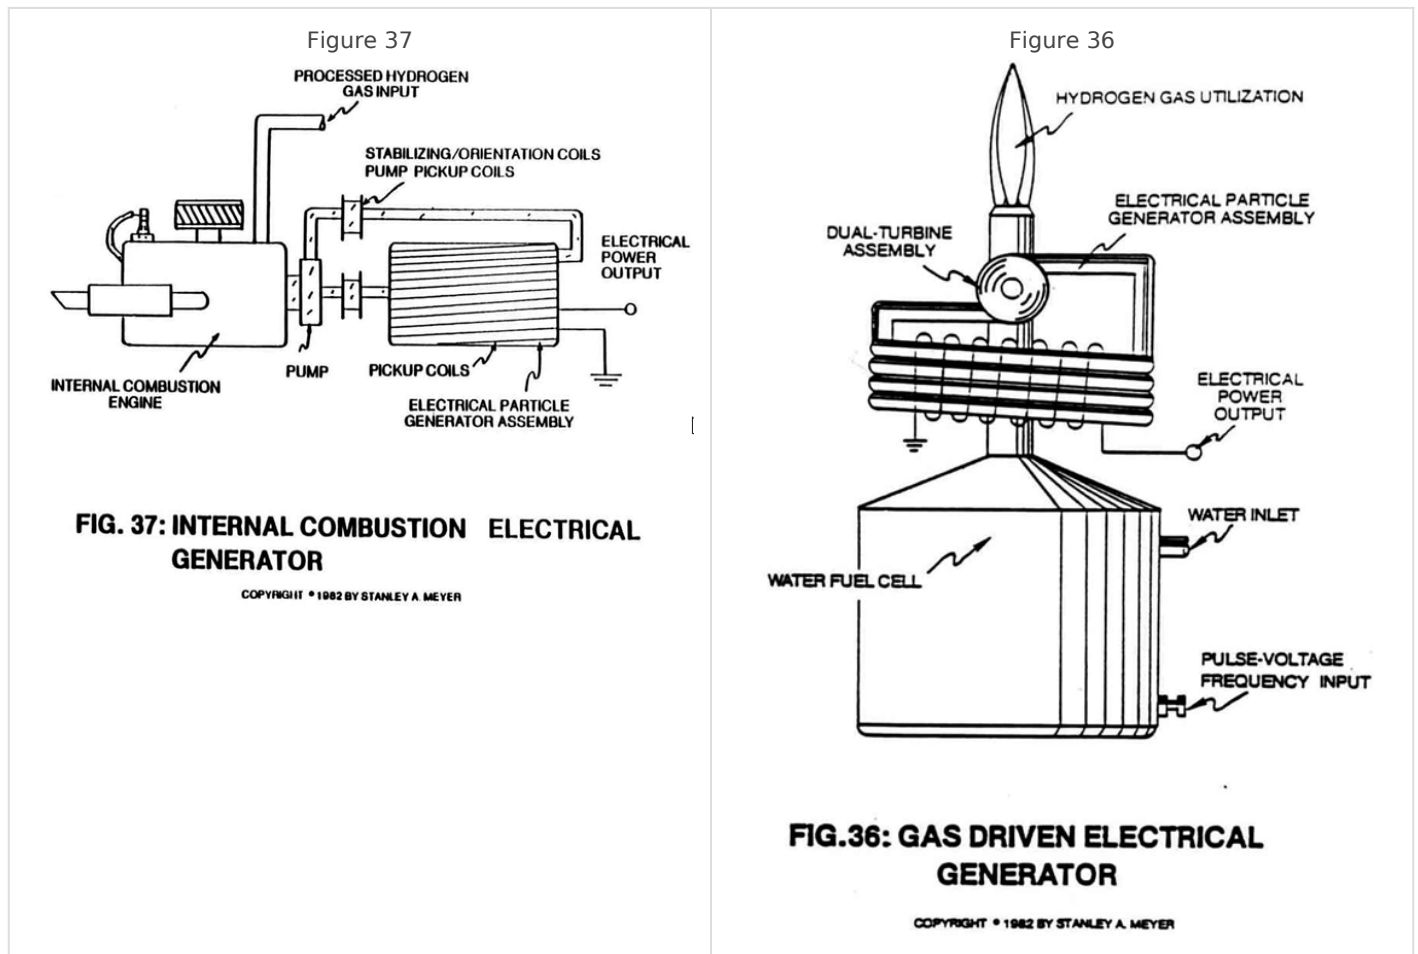 Figure 37
PROCESSED HYDROGEN
GAS INPUT
STABILIZING/ORIENTATION COILS
PUMP PICKUP COILS
ELECTRICAL
POWER
OUTPUT
PUMP
PICKUP COILS
INTERNAL COMBUSTION
ENGINE
ELECTRICAL PARTICLE
GENERATOR ASSEMBLY
FIG. 37: INTERNAL COMBUSTION ELECTRICAL
GENERATOR
COPYRIGHT ® 1982 BY STANLEY A. MEYER
Figure 36
HYDROGEN GAS UTILIZATION
ELECTRICAL PARTICLE
GENERATOR ASSEMBLY
DUAL-TURBINE
ASSEMBLY
ELECTRICAL
POWER
OUTPUT
WATER INLET
WATER FUEL CELL
PULSE-VOLTAGE
FREQUENCY INPUT
FIG.36: GAS DRIVEN ELECTRICAL
GENERATOR
COPYRIGHT ® 1982 BY STANLEY A. MEYER